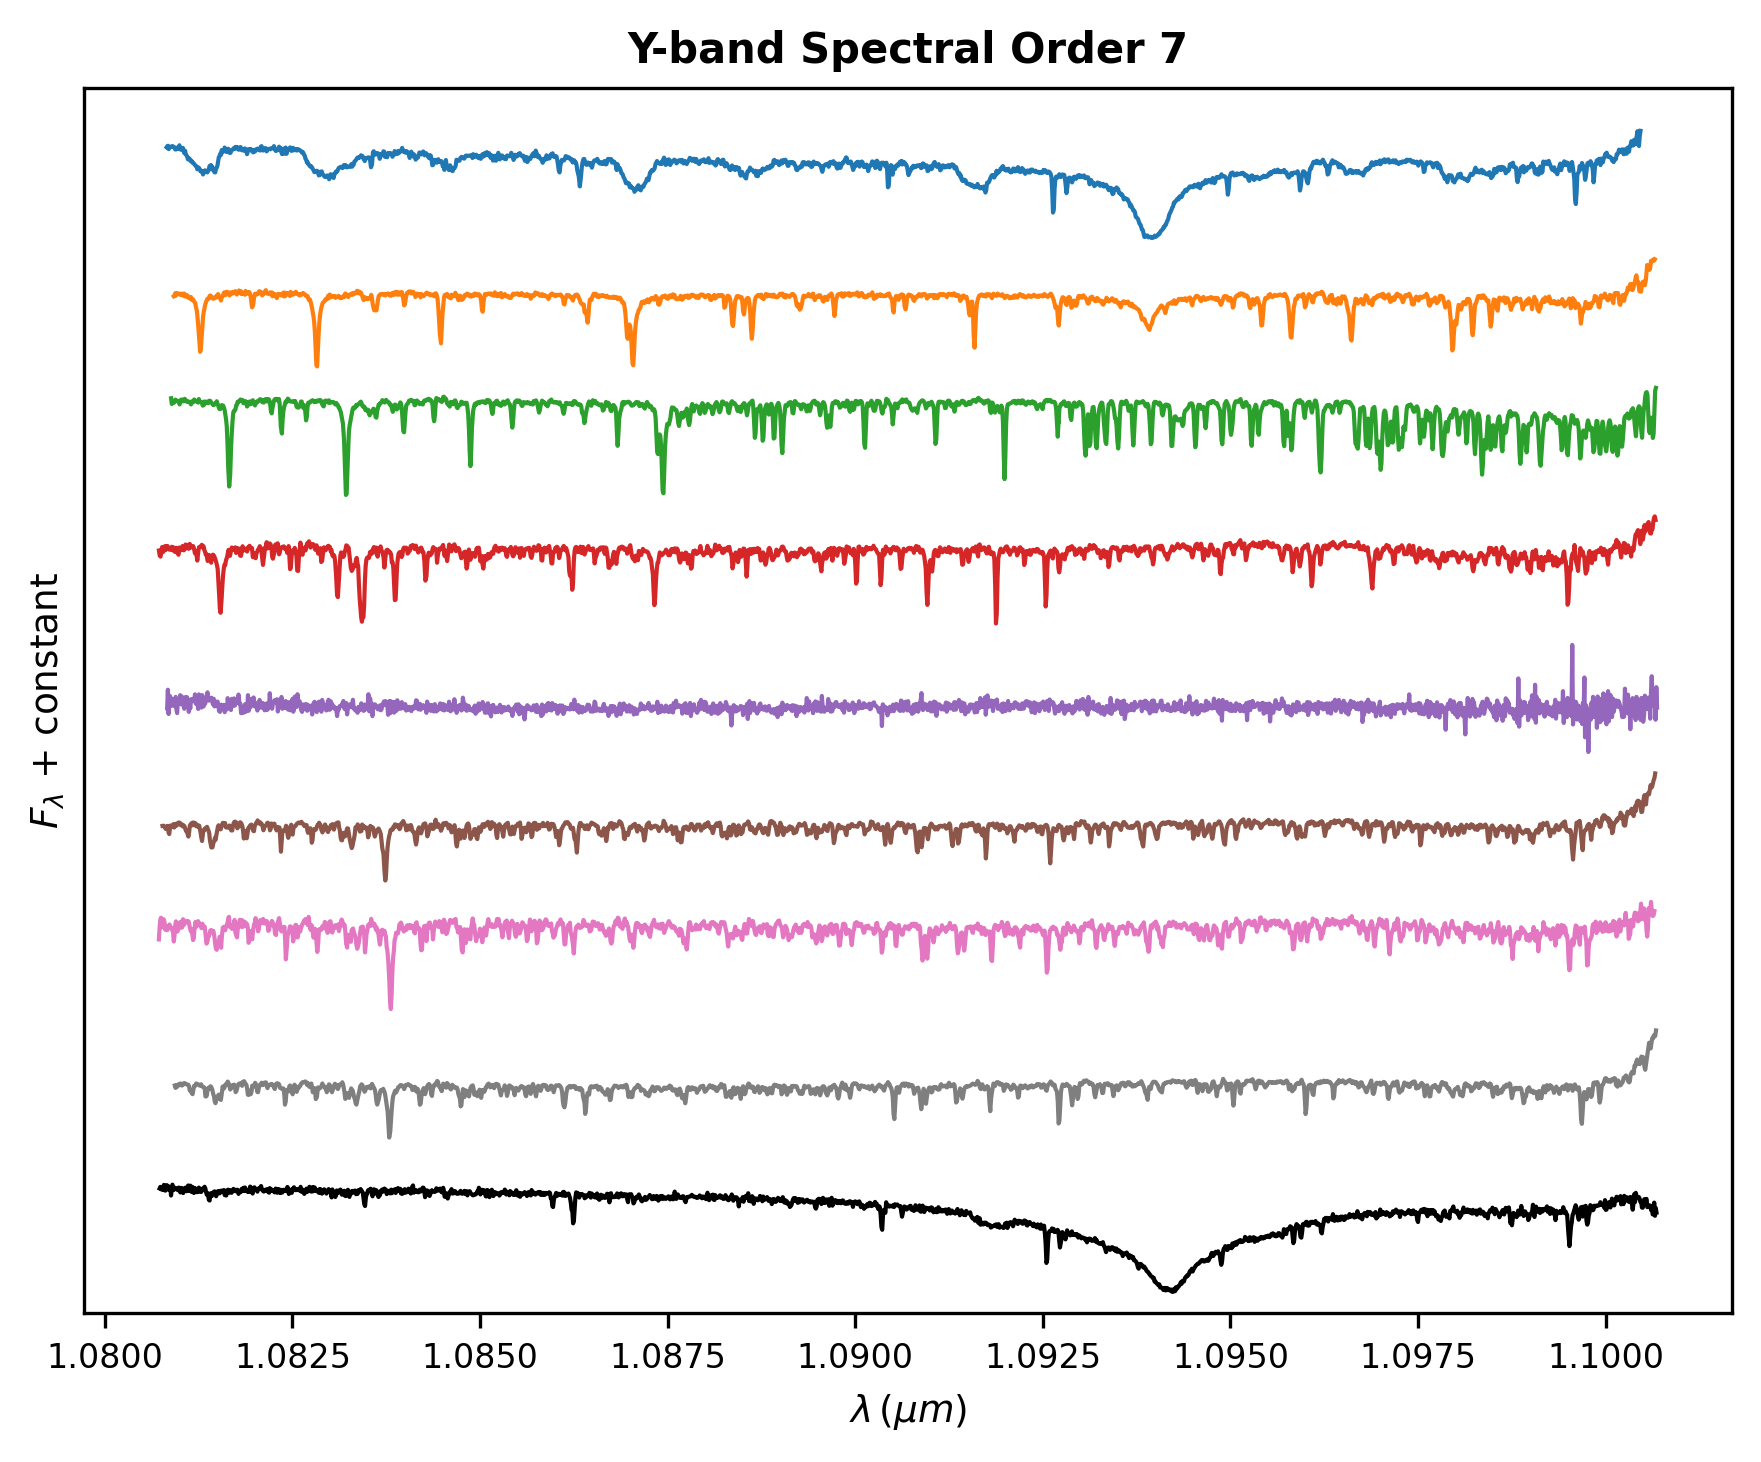 Y-band Spectral Order 7
F_λ + constant
1.0800 1.0825 1.0850 1.0875 1.0900 1.0925 1.0950 1.0975 1.1000
λ (μm)